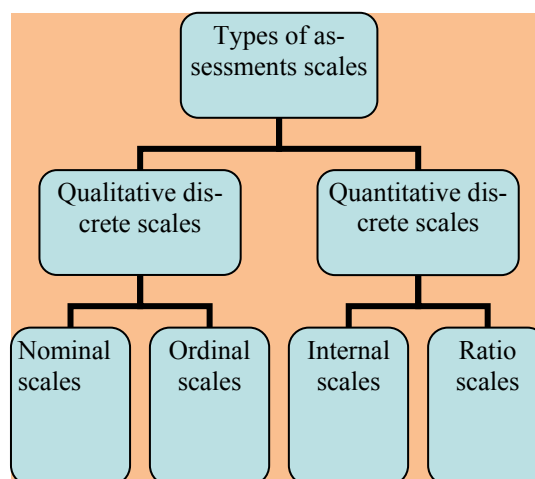 Types of as-
sessments scales
Qualitative dis-
crete scales
Quantitative dis-
crete scales
Nominal
scales
Ordinal
scales
Internal
scales
Ratio
scales